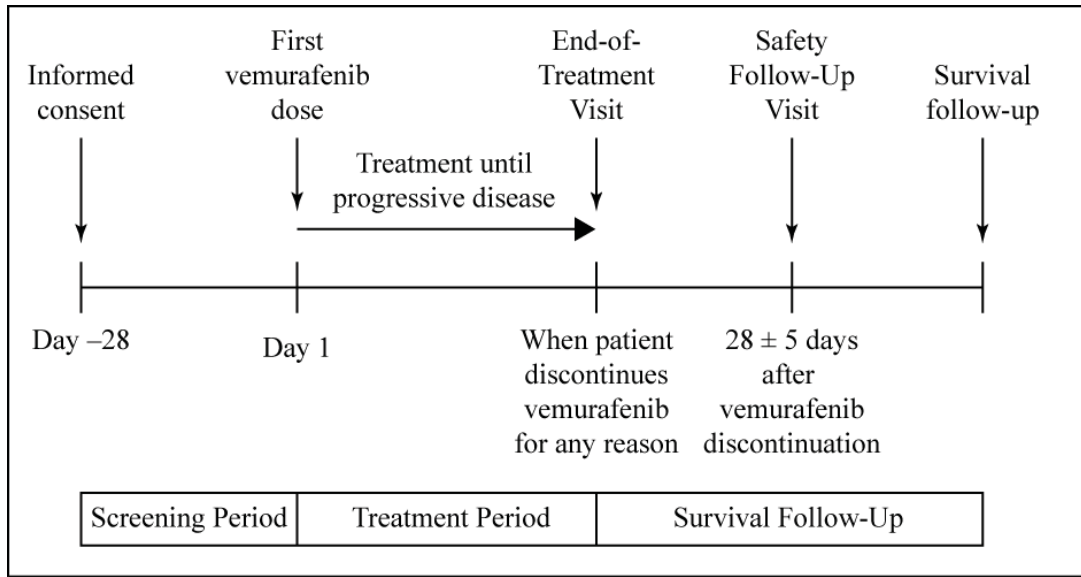 Informed
consent
First
vemurafenib
dose
End-of-
Treatment
Visit
Safety
Follow-Up
Visit
Survival
follow-up
Treatment until
progressive disease
Day –28
Day 1
When patient
discontinues
vemurafenib
for any reason
28 ± 5 days
after
vemurafenib
discontinuation
Screening Period
Treatment Period
Survival Follow-Up